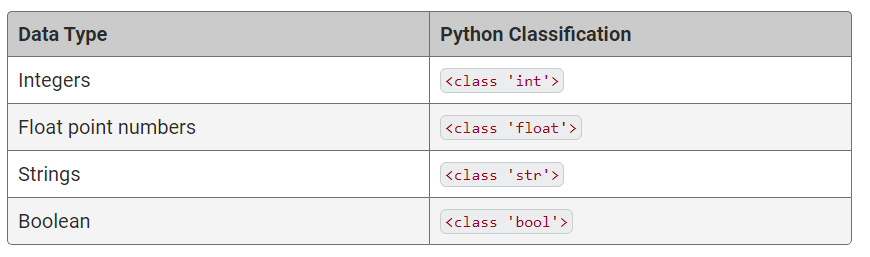 Data Type Python Classification
Integers <class 'int'>
Float point numbers <class 'float'>
Strings <class 'str'>
Boolean <class 'bool'>